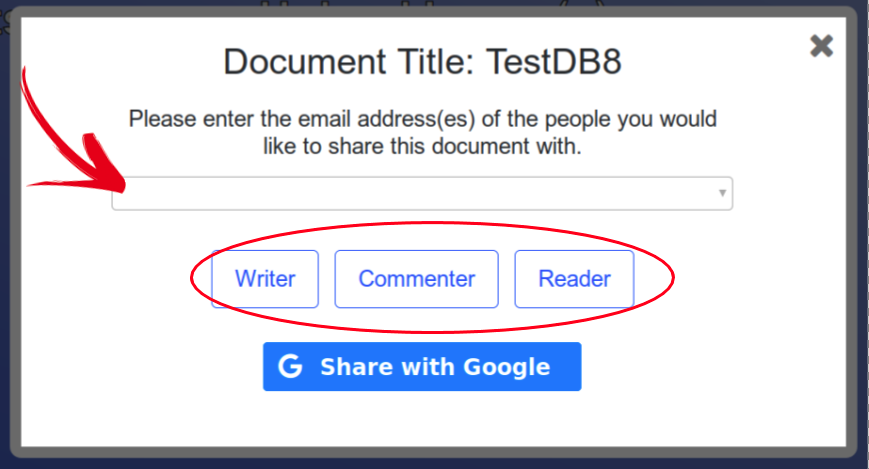 Document Title: TestDB8
Please enter the email address(es) of the people you would
like to share this document with.
Writer Commenter Reader
G Share with Google